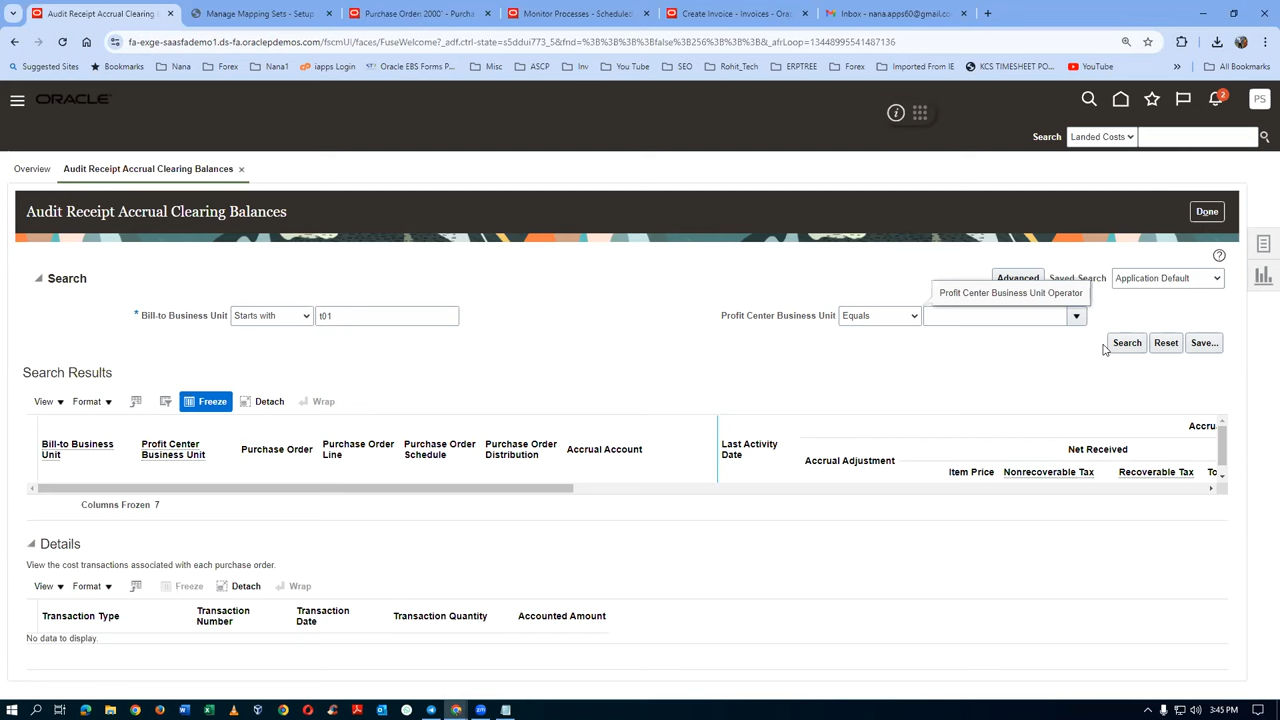 Audit Receipt Accrual Clearing
Manage Mapping Sets - Setup
Purchase Order: 2000" - Purcha
Monitor Processes - Scheduled
Create Invoice - Invoices - Orac
Inbox - nana.apps60@gmail.co
fa-exge-saasfademo1.ds-fa.oraclepdemos.com/fscmUI/faces/FuseWelcome?_adf.ctrl-state=s5ddui773_5&fnd=%3B%3B%3B%3Bfalse%3B256%3B%3B%3B&_afrLoop=13448995541487136
Suggested Sites
Bookmarks
Nana
Forex
Nana1
iapps Login
Oracle EBS Forms P...
Misc
ASCP
Inv
You Tube
SEO
Rohit_Tech
ERPTREE
Forex
Imported From IE
KCS TIMESHEET PO...
YouTube
All Bookmarks
ORACLE
2
PS
Search
Landed Costs
Overview
Audit Receipt Accrual Clearing Balances
Audit Receipt Accrual Clearing Balances
Done
Search
Advanced
Saved Search
Application Default
Profit Center Business Unit Operator
* Bill-to Business Unit
Starts with
t01
Profit Center Business Unit
Equals
Search
Reset
Save...
Search Results
View
Format
Freeze
Detach
Wrap
Bill-to Business Unit
Profit Center Business Unit
Purchase Order
Purchase Order Line
Purchase Order Schedule
Purchase Order Distribution
Accrual Account
Last Activity Date
Accru
Accrual Adjustment
Net Received
Item Price
Nonrecoverable Tax
Recoverable Tax
To
Columns Frozen 7
Details
View the cost transactions associated with each purchase order.
View
Format
Freeze
Detach
Wrap
Transaction Type
Transaction Number
Transaction Date
Transaction Quantity
Accounted Amount
No data to display.
3:45 PM